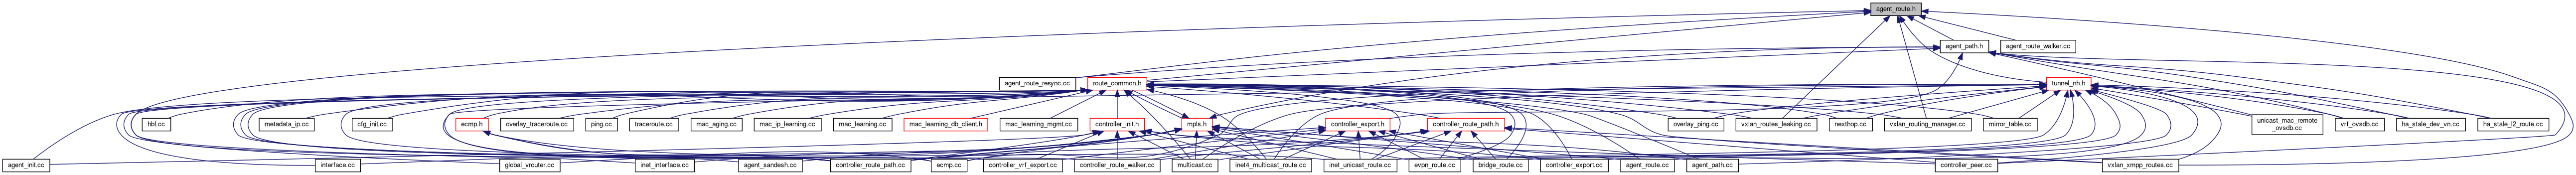 agent_route.h
agent_path.h
agent_route_walker.cc
agent_route_resync.cc
route_common.h
tunnel_nh.h
hbf.cc
metadata_ip.cc
cfg_init.cc
ecmp.h
overlay_traceroute.cc
ping.cc
traceroute.cc
mac_aging.cc
mac_ip_learning.cc
mac_learning.cc
mac_learning_db_client.h
mac_learning_mgmt.cc
controller_init.h
mpls.h
controller_export.h
controller_route_path.h
overlay_ping.cc
vxlan_routes_leaking.cc
nexthop.cc
vxlan_routing_manager.cc
mirror_table.cc
unicast_mac_remote
_ovsdb.cc
vrf_ovsdb.cc
ha_stale_dev_vn.cc
ha_stale_l2_route.cc
agent_init.cc
interface.cc
global_vrouter.cc
inet_interface.cc
agent_sandesh.cc
controller_route_path.cc
ecmp.cc
controller_vrf_export.cc
controller_route_walker.cc
multicast.cc
inet4_multicast_route.cc
inet_unicast_route.cc
evpn_route.cc
bridge_route.cc
controller_export.cc
agent_route.cc
agent_path.cc
controller_peer.cc
vxlan_xmpp_routes.cc